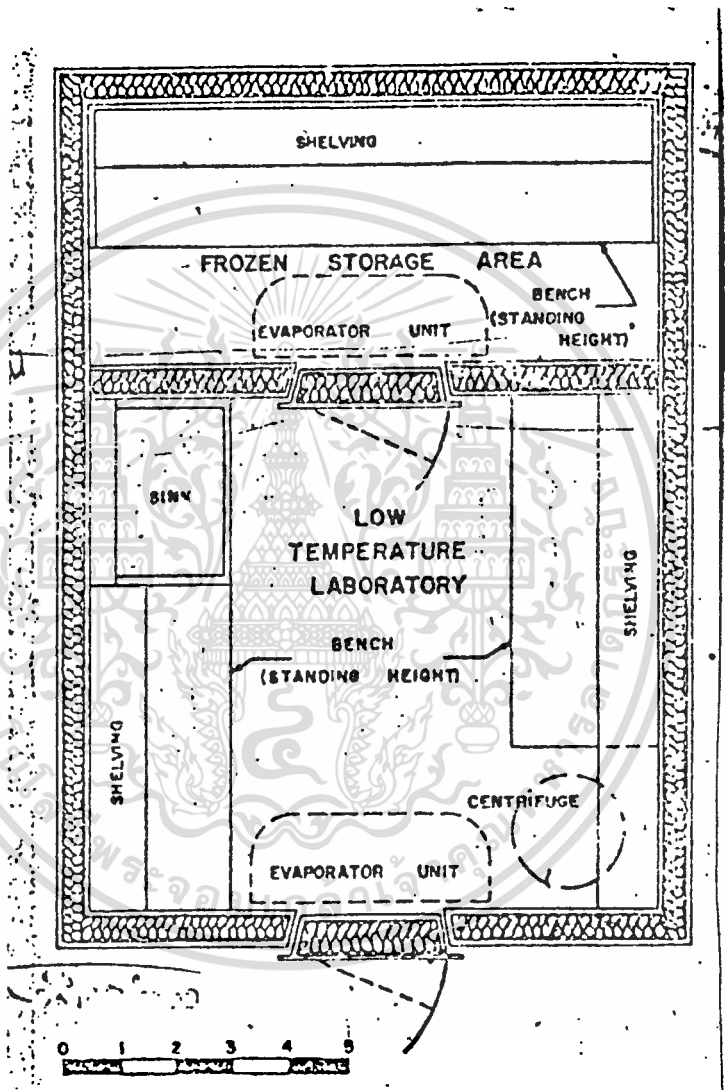 SHELVING
FROZEN STORAGE AREA
BENCH
(STANDING
HEIGHT)
EVAPORATOR UNIT
SINK
LOW
TEMPERATURE
LABORATORY
SHELVING
BENCH
(STANDING HEIGHT)
SHELVING
CENTRIFUGE
EVAPORATOR UNIT
0 1 2 3 4 5